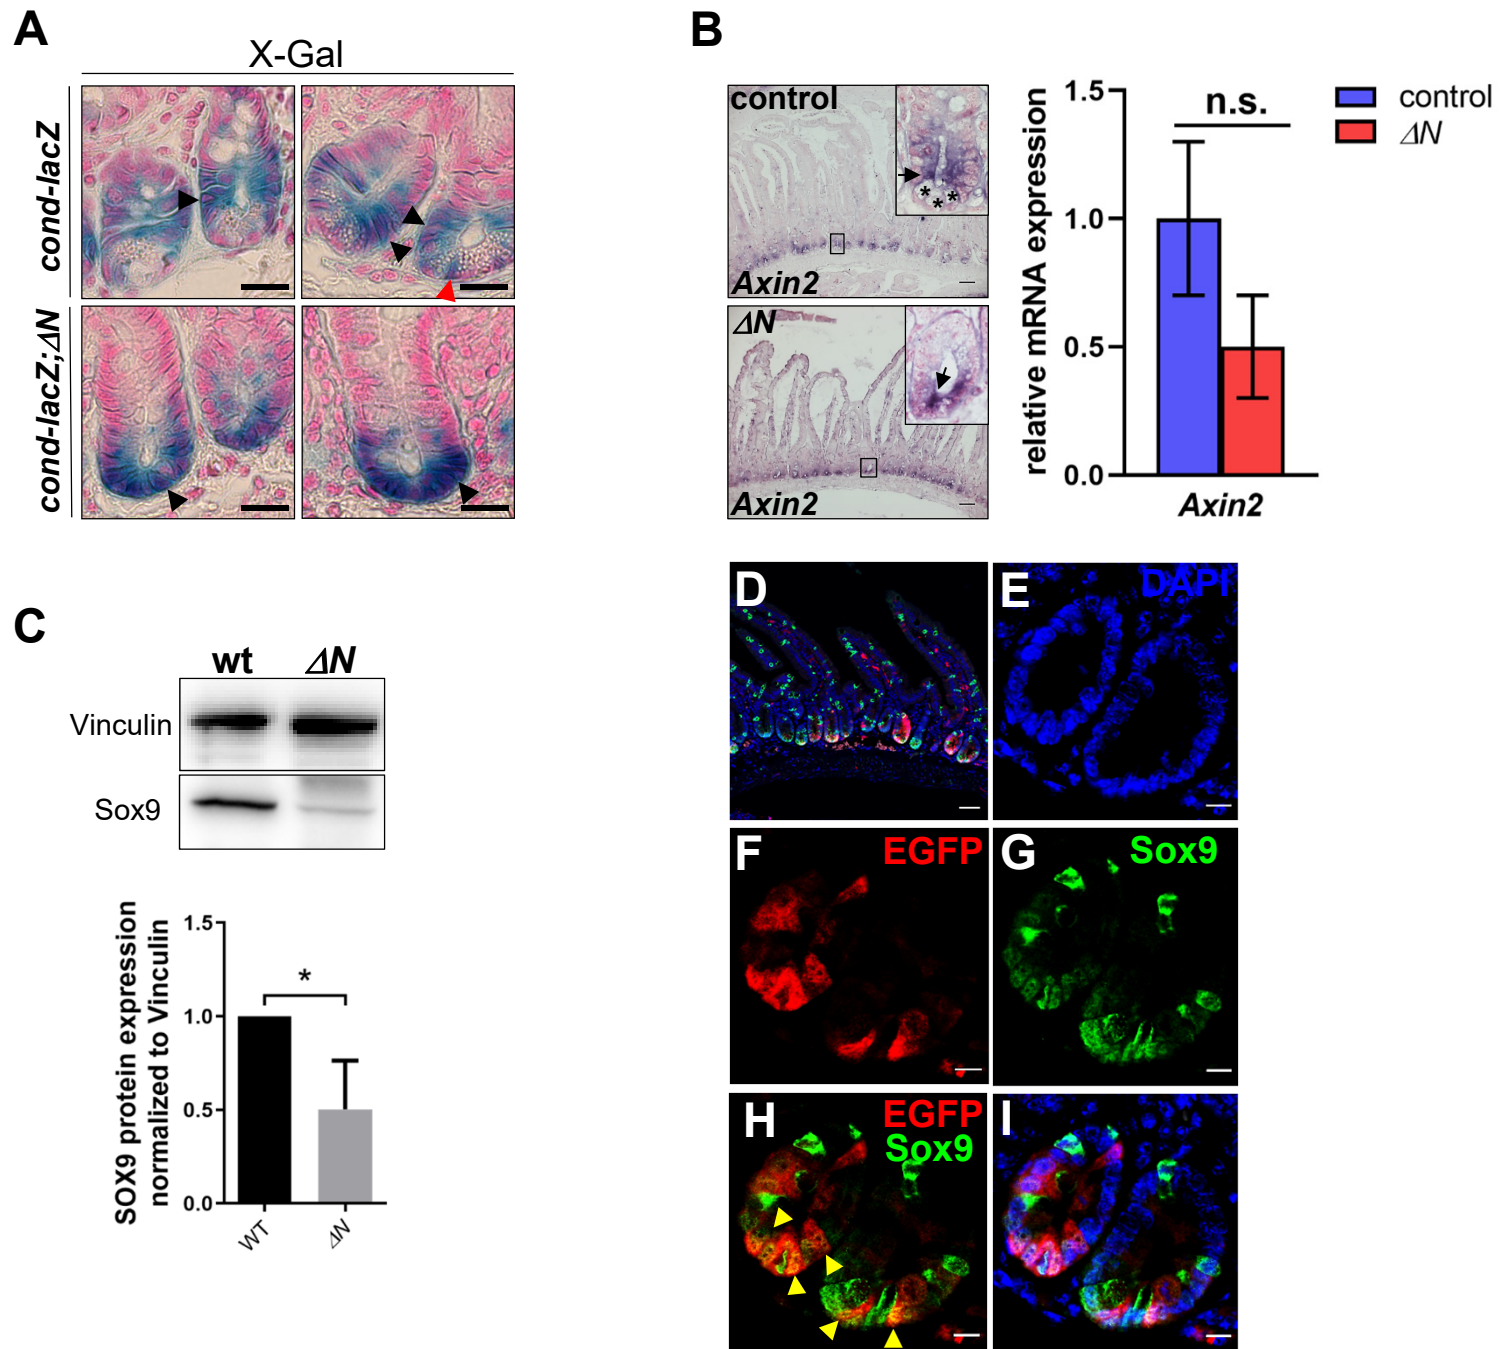 A
X-Gal
cond-lacZ
cond-lacZ;ΔN
B
control
Axin2
* * *
ΔN
Axin2
relative mRNA expression
1.5
1.0
0.5
0.0
n.s.
Axin2
control
ΔN
C
wt ΔN
Vinculin
Sox9
SOX9 protein expression
normalized to Vinculin
1.5
1.0
0.5
0.0
*
WT
ΔN
D
E
DAPI
F
EGFP
G
Sox9
H
EGFP
Sox9
I